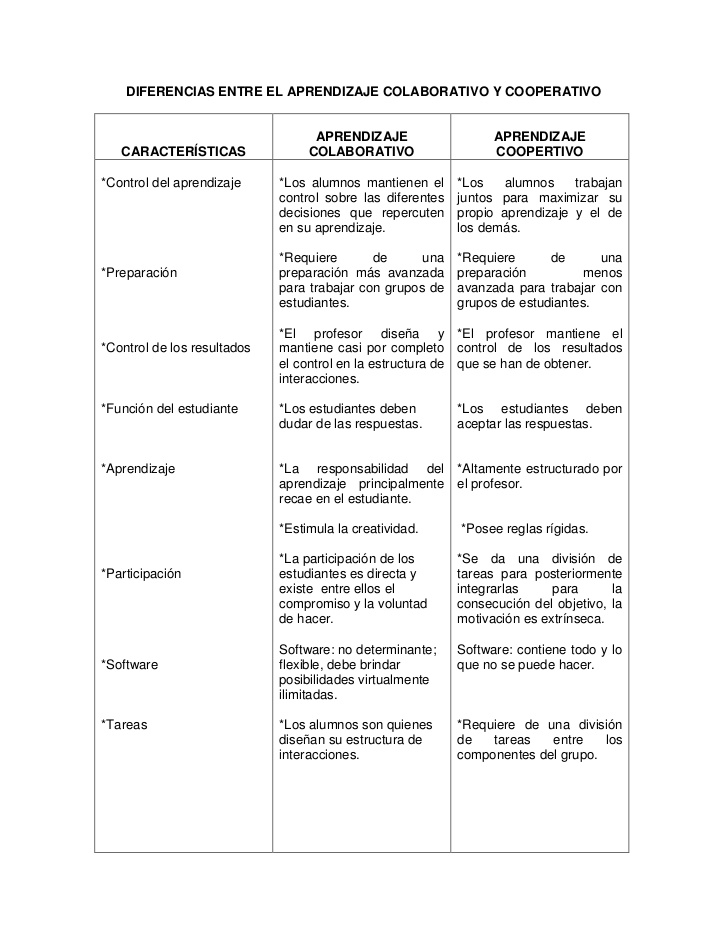 DIFERENCIAS ENTRE EL APRENDIZAJE COLABORATIVO Y COOPERATIVO
CARACTERÍSTICAS
APRENDIZAJE
COLABORATIVO
APRENDIZAJE
COOPERTIVO
*Control del aprendizaje
*Los alumnos mantienen el
control sobre las diferentes
decisiones que repercuten
en su aprendizaje.
*Los alumnos trabajan
juntos para maximizar su
propio aprendizaje y el de
los demás.
*Preparación
*Requiere de una
preparación más avanzada
para trabajar con grupos de
estudiantes.
*Requiere de una
preparación menos
avanzada para trabajar con
grupos de estudiantes.
*Control de los resultados
*El profesor diseña y
mantiene casi por completo
el control en la estructura de
interacciones.
*El profesor mantiene el
control de los resultados
que se han de obtener.
*Función del estudiante
*Los estudiantes deben
dudar de las respuestas.
*Los estudiantes deben
aceptar las respuestas.
*Aprendizaje
*La responsabilidad del
aprendizaje principalmente
recae en el estudiante.
*Altamente estructurado por
el profesor.
*Estimula la creatividad.
*Posee reglas rígidas.
*Participación
*La participación de los
estudiantes es directa y
existe entre ellos el
compromiso y la voluntad
de hacer.
*Se da una división de
tareas para posteriormente
integrarlas para la
consecución del objetivo, la
motivación es extrínseca.
*Software
Software: no determinante;
flexible, debe brindar
posibilidades virtualmente
ilimitadas.
Software: contiene todo y lo
que no se puede hacer.
*Tareas
*Los alumnos son quienes
diseñan su estructura de
interacciones.
*Requiere de una división
de tareas entre los
componentes del grupo.